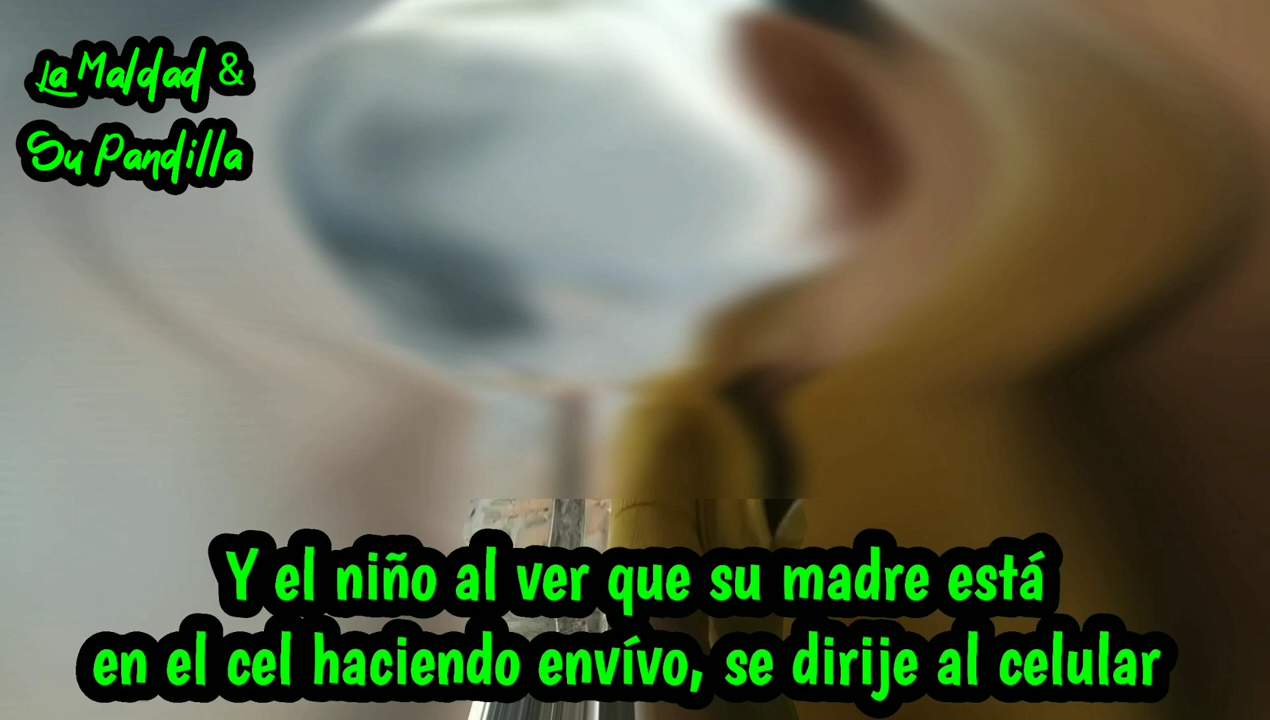 La Maldad &
Su Pandilla
Y el niño al ver que su madre está
en el cel haciendo envívo, se dirije al celular